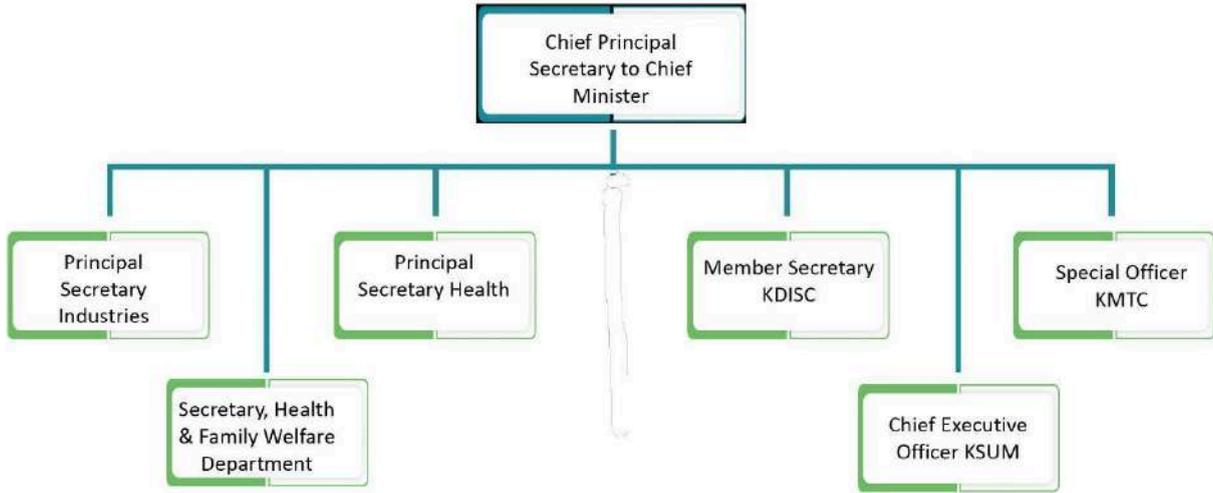 Chief Principal
Secretary to Chief
Minister
Principal
Secretary
Industries
Principal
Secretary Health
Member Secretary
KDISC
Special Officer
KMTC
Secretary, Health
& Family Welfare
Department
Chief Executive
Officer KSUM